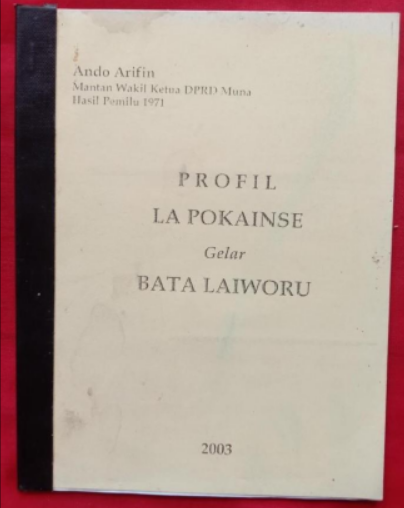 Ando Arifin
Mantan Wakil Ketua DPRD Muna
Hasil Pemilu 1971
PROFIL
LA POKAINSE
Gelar
BATA LAIWORU
2003